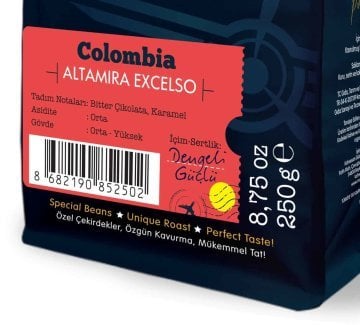 Colombia
ALTAMIRA EXCELSO
Tadım Notaları: Bitter Çikolata, Karamel
Asidite : Orta
Gövde : Orta - Yüksek
İçim-Sertlik:
Dengeli
Güçlü
8 682190 852502
8,75 oz
250 g e
Special Beans ★ Unique Roast ★ Perfect Taste!
Özel Çekirdekler, Özgün Kavurma, Mükemmel Tat!